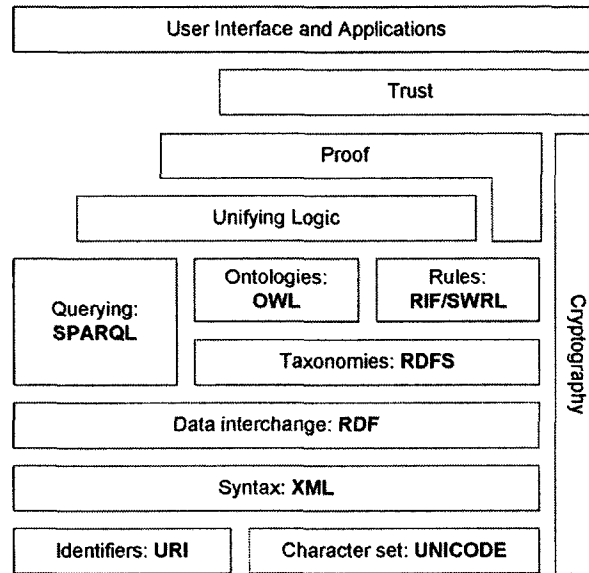 User Interface and Applications
Trust
Proof
Unifying Logic
Querying:
SPARQL
Ontologies:
OWL
Rules:
RIF/SWRL
Taxonomies: RDFS
Cryptography
Data interchange: RDF
Syntax: XML
Identifiers: URI
Character set: UNICODE